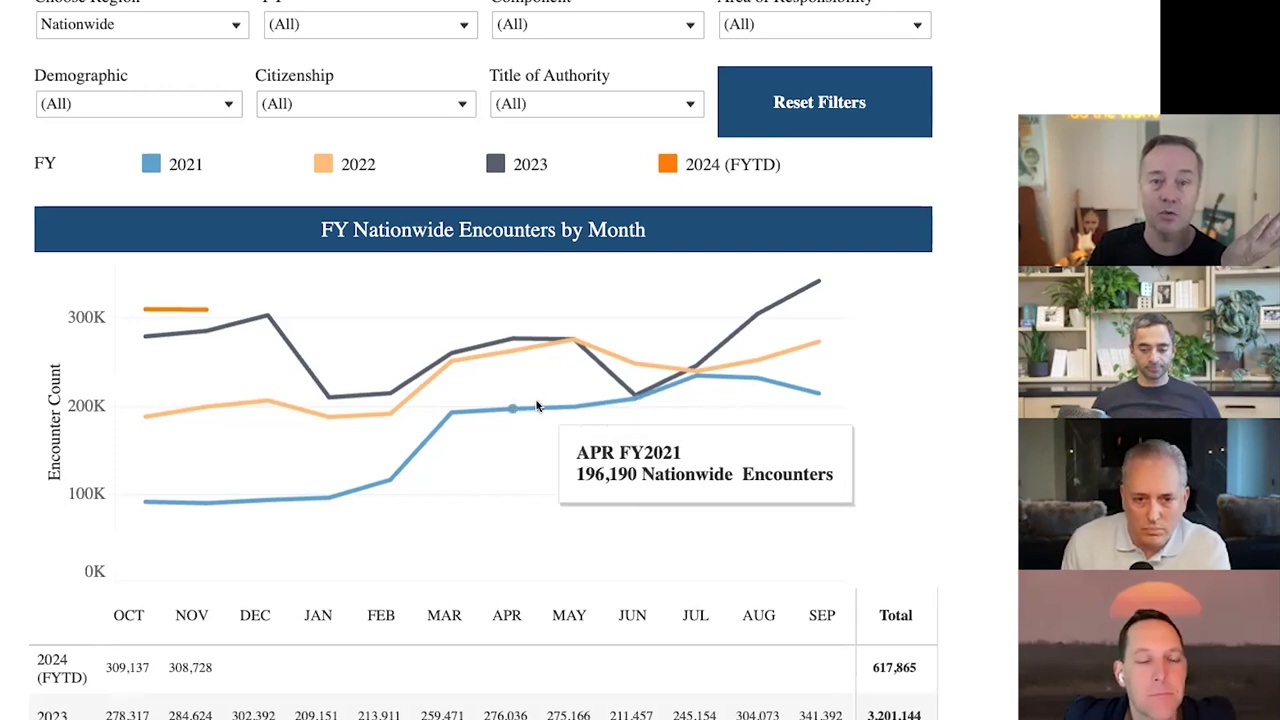 Choose Region
Component
Area of Responsibility
Nationwide
(All)
(All)
(All)
Demographic
Citizenship
Title of Authority
(All)
(All)
(All)
Reset Filters
FY
2021
2022
2023
2024 (FYTD)
FY Nationwide Encounters by Month
Encounter Count
300K
200K
100K
0K
APR FY2021
196,190 Nationwide Encounters
OCT NOV DEC JAN FEB MAR APR MAY JUN JUL AUG SEP Total
2024
(FYTD)
309,137 308,728 617,865
2023 278,317 284,624 302,392 209,151 213,911 259,471 276,036 275,166 211,457 245,154 304,073 341,392 3,201,144